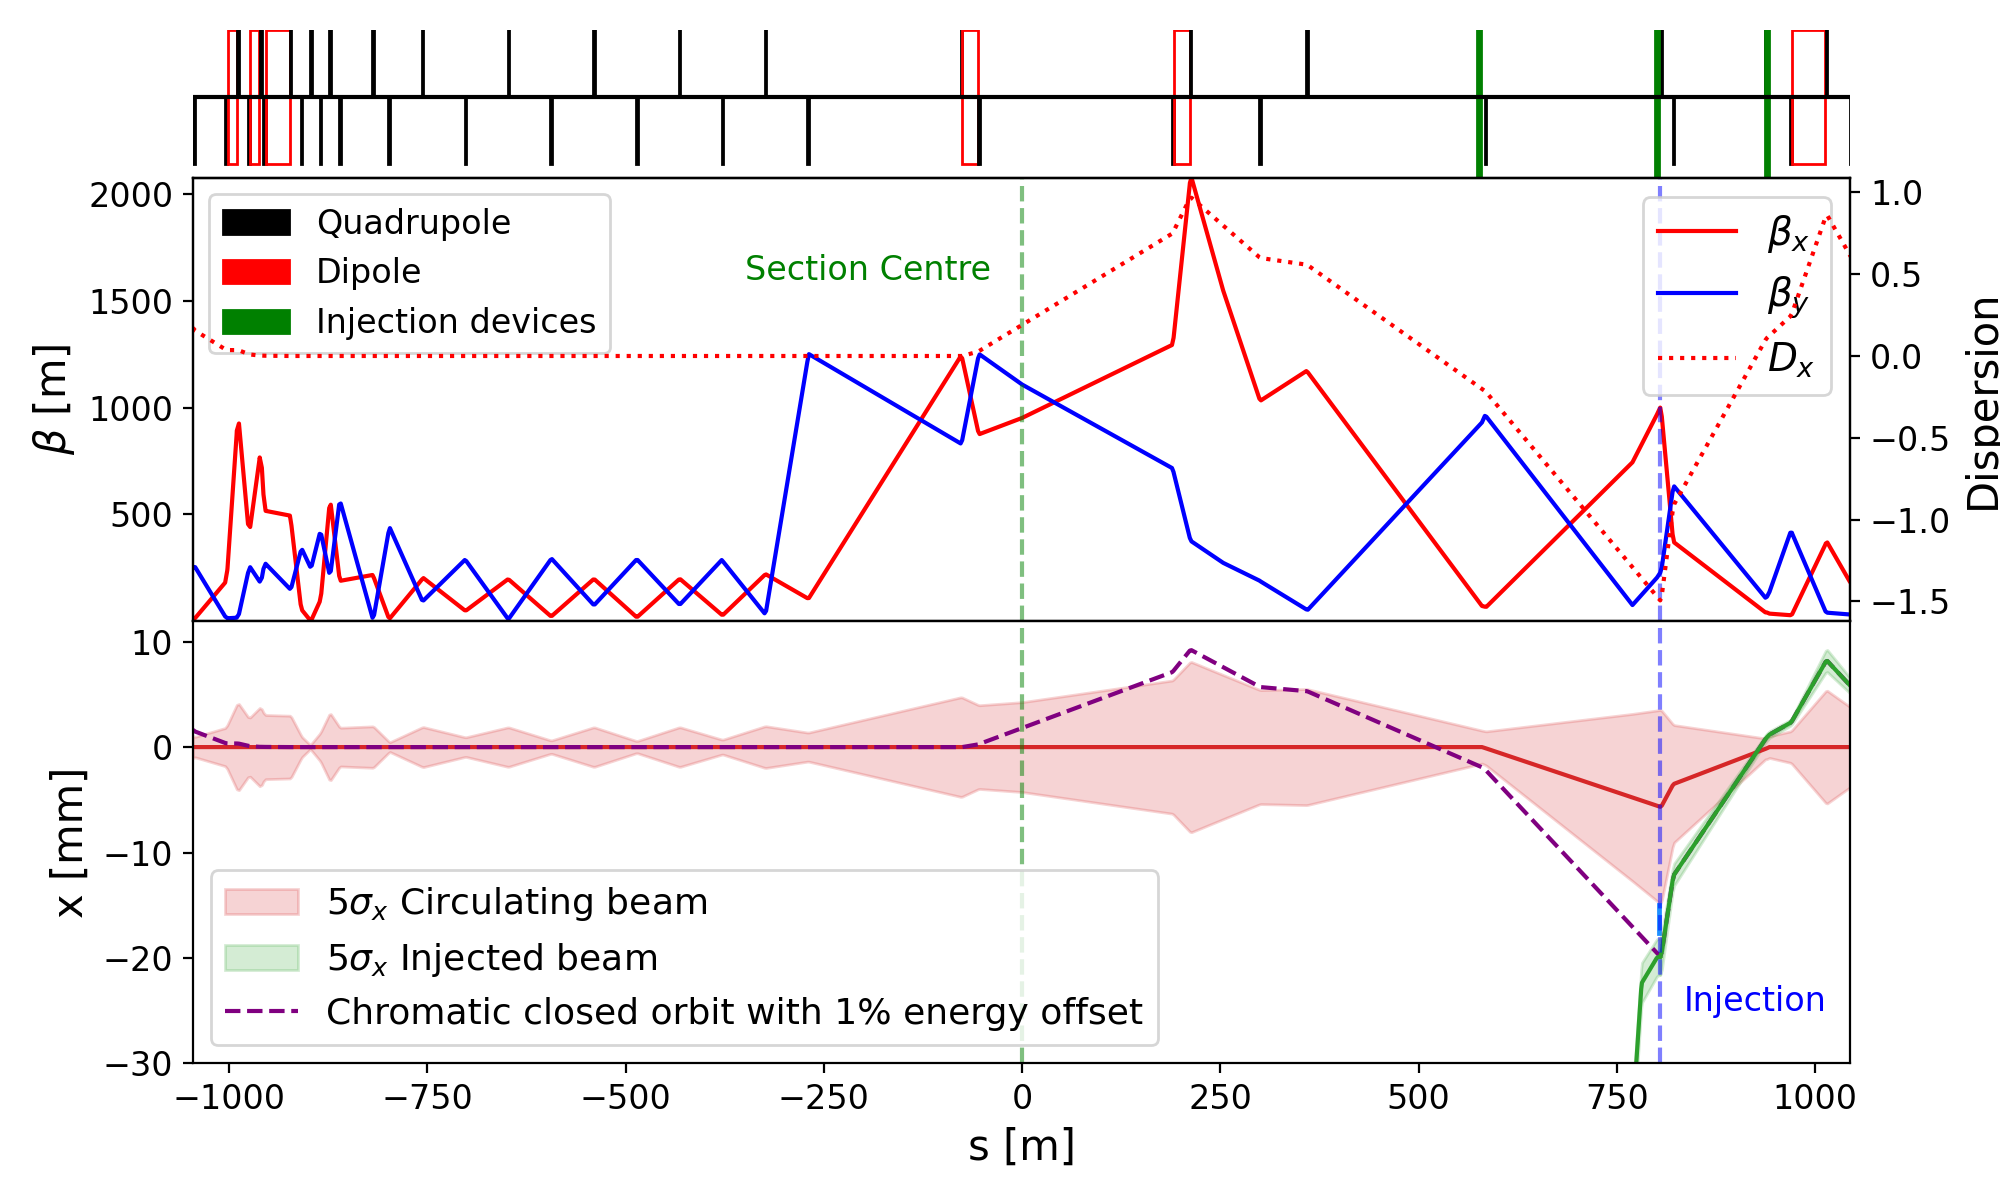 2000
1500
1000
500
β [m]
Quadrupole
Dipole
Injection devices
Section Centre
βx
βy
Dx
1.0
0.5
0.0
−0.5
−1.0
−1.5
Dispersion
10
0
−10
−20
−30
x [mm]
5σx Circulating beam
5σx Injected beam
Chromatic closed orbit with 1% energy offset
Injection
−1000 −750 −500 −250 0 250 500 750 1000
s [m]